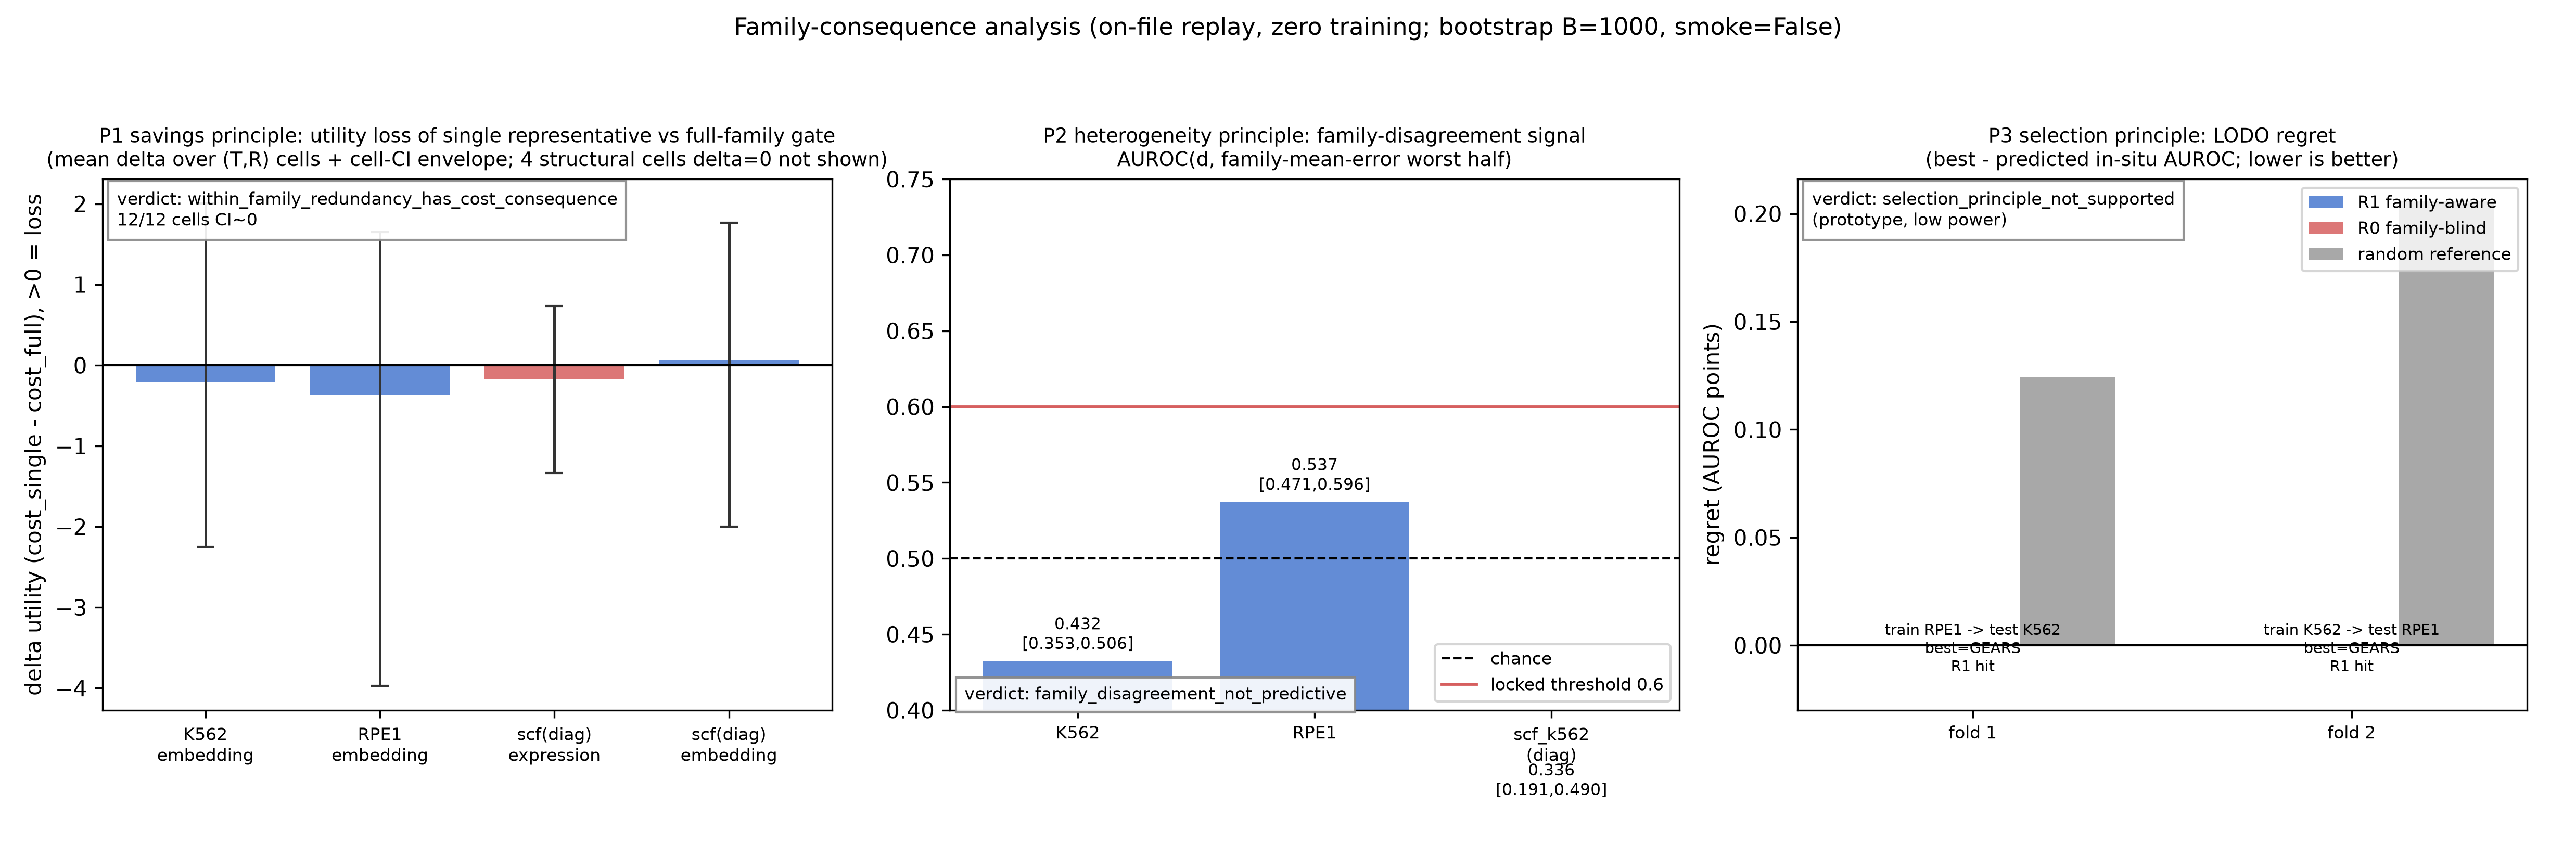 Family-consequence analysis (on-file replay, zero training; bootstrap B=1000, smoke=False)
P1 savings principle: utility loss of single representative vs full-family gate
(mean delta over (T,R) cells + cell-CI envelope; 4 structural cells delta=0 not shown)
verdict: within_family_redundancy_has_cost_consequence
12/12 cells CI~0
delta utility (cost_single - cost_full), >0 = loss
2
1
0
−1
−2
−3
−4
K562
embedding
RPE1
embedding
scf(diag)
expression
scf(diag)
embedding
P2 heterogeneity principle: family-disagreement signal
AUROC(d, family-mean-error worst half)
0.75
0.70
0.65
0.60
0.55
0.50
0.45
0.40
0.432
[0.353,0.506]
0.537
[0.471,0.596]
chance
locked threshold 0.6
verdict: family_disagreement_not_predictive
K562
RPE1
scf_k562
(diag)
0.336
[0.191,0.490]
P3 selection principle: LODO regret
(best - predicted in-situ AUROC; lower is better)
verdict: selection_principle_not_supported
(prototype, low power)
R1 family-aware
R0 family-blind
random reference
regret (AUROC points)
0.20
0.15
0.10
0.05
0.00
train RPE1 -> test K562
best=GEARS
R1 hit
train K562 -> test RPE1
best=GEARS
R1 hit
fold 1
fold 2